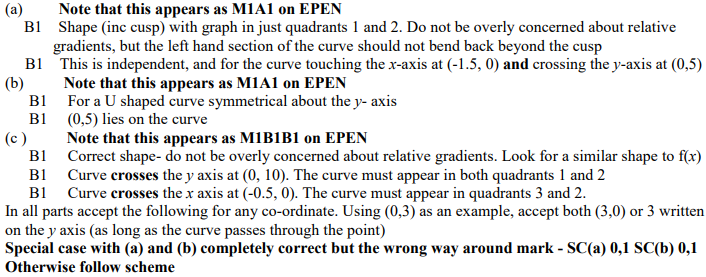 (a) Note that this appears as M1A1 on EPEN
B1 Shape (inc cusp) with graph in just quadrants 1 and 2. Do not be overly concerned about relative
gradients, but the left hand section of the curve should not bend back beyond the cusp
B1 This is independent, and for the curve touching the x-axis at (-1.5, 0) and crossing the y-axis at (0,5)
(b) Note that this appears as M1A1 on EPEN
B1 For a U shaped curve symmetrical about the y- axis
B1 (0,5) lies on the curve
(c ) Note that this appears as M1B1B1 on EPEN
B1 Correct shape- do not be overly concerned about relative gradients. Look for a similar shape to f(x)
B1 Curve crosses the y axis at (0, 10). The curve must appear in both quadrants 1 and 2
B1 Curve crosses the x axis at (-0.5, 0). The curve must appear in quadrants 3 and 2.
In all parts accept the following for any co-ordinate. Using (0,3) as an example, accept both (3,0) or 3 written
on the y axis (as long as the curve passes through the point)
Special case with (a) and (b) completely correct but the wrong way around mark - SC(a) 0,1 SC(b) 0,1
Otherwise follow scheme